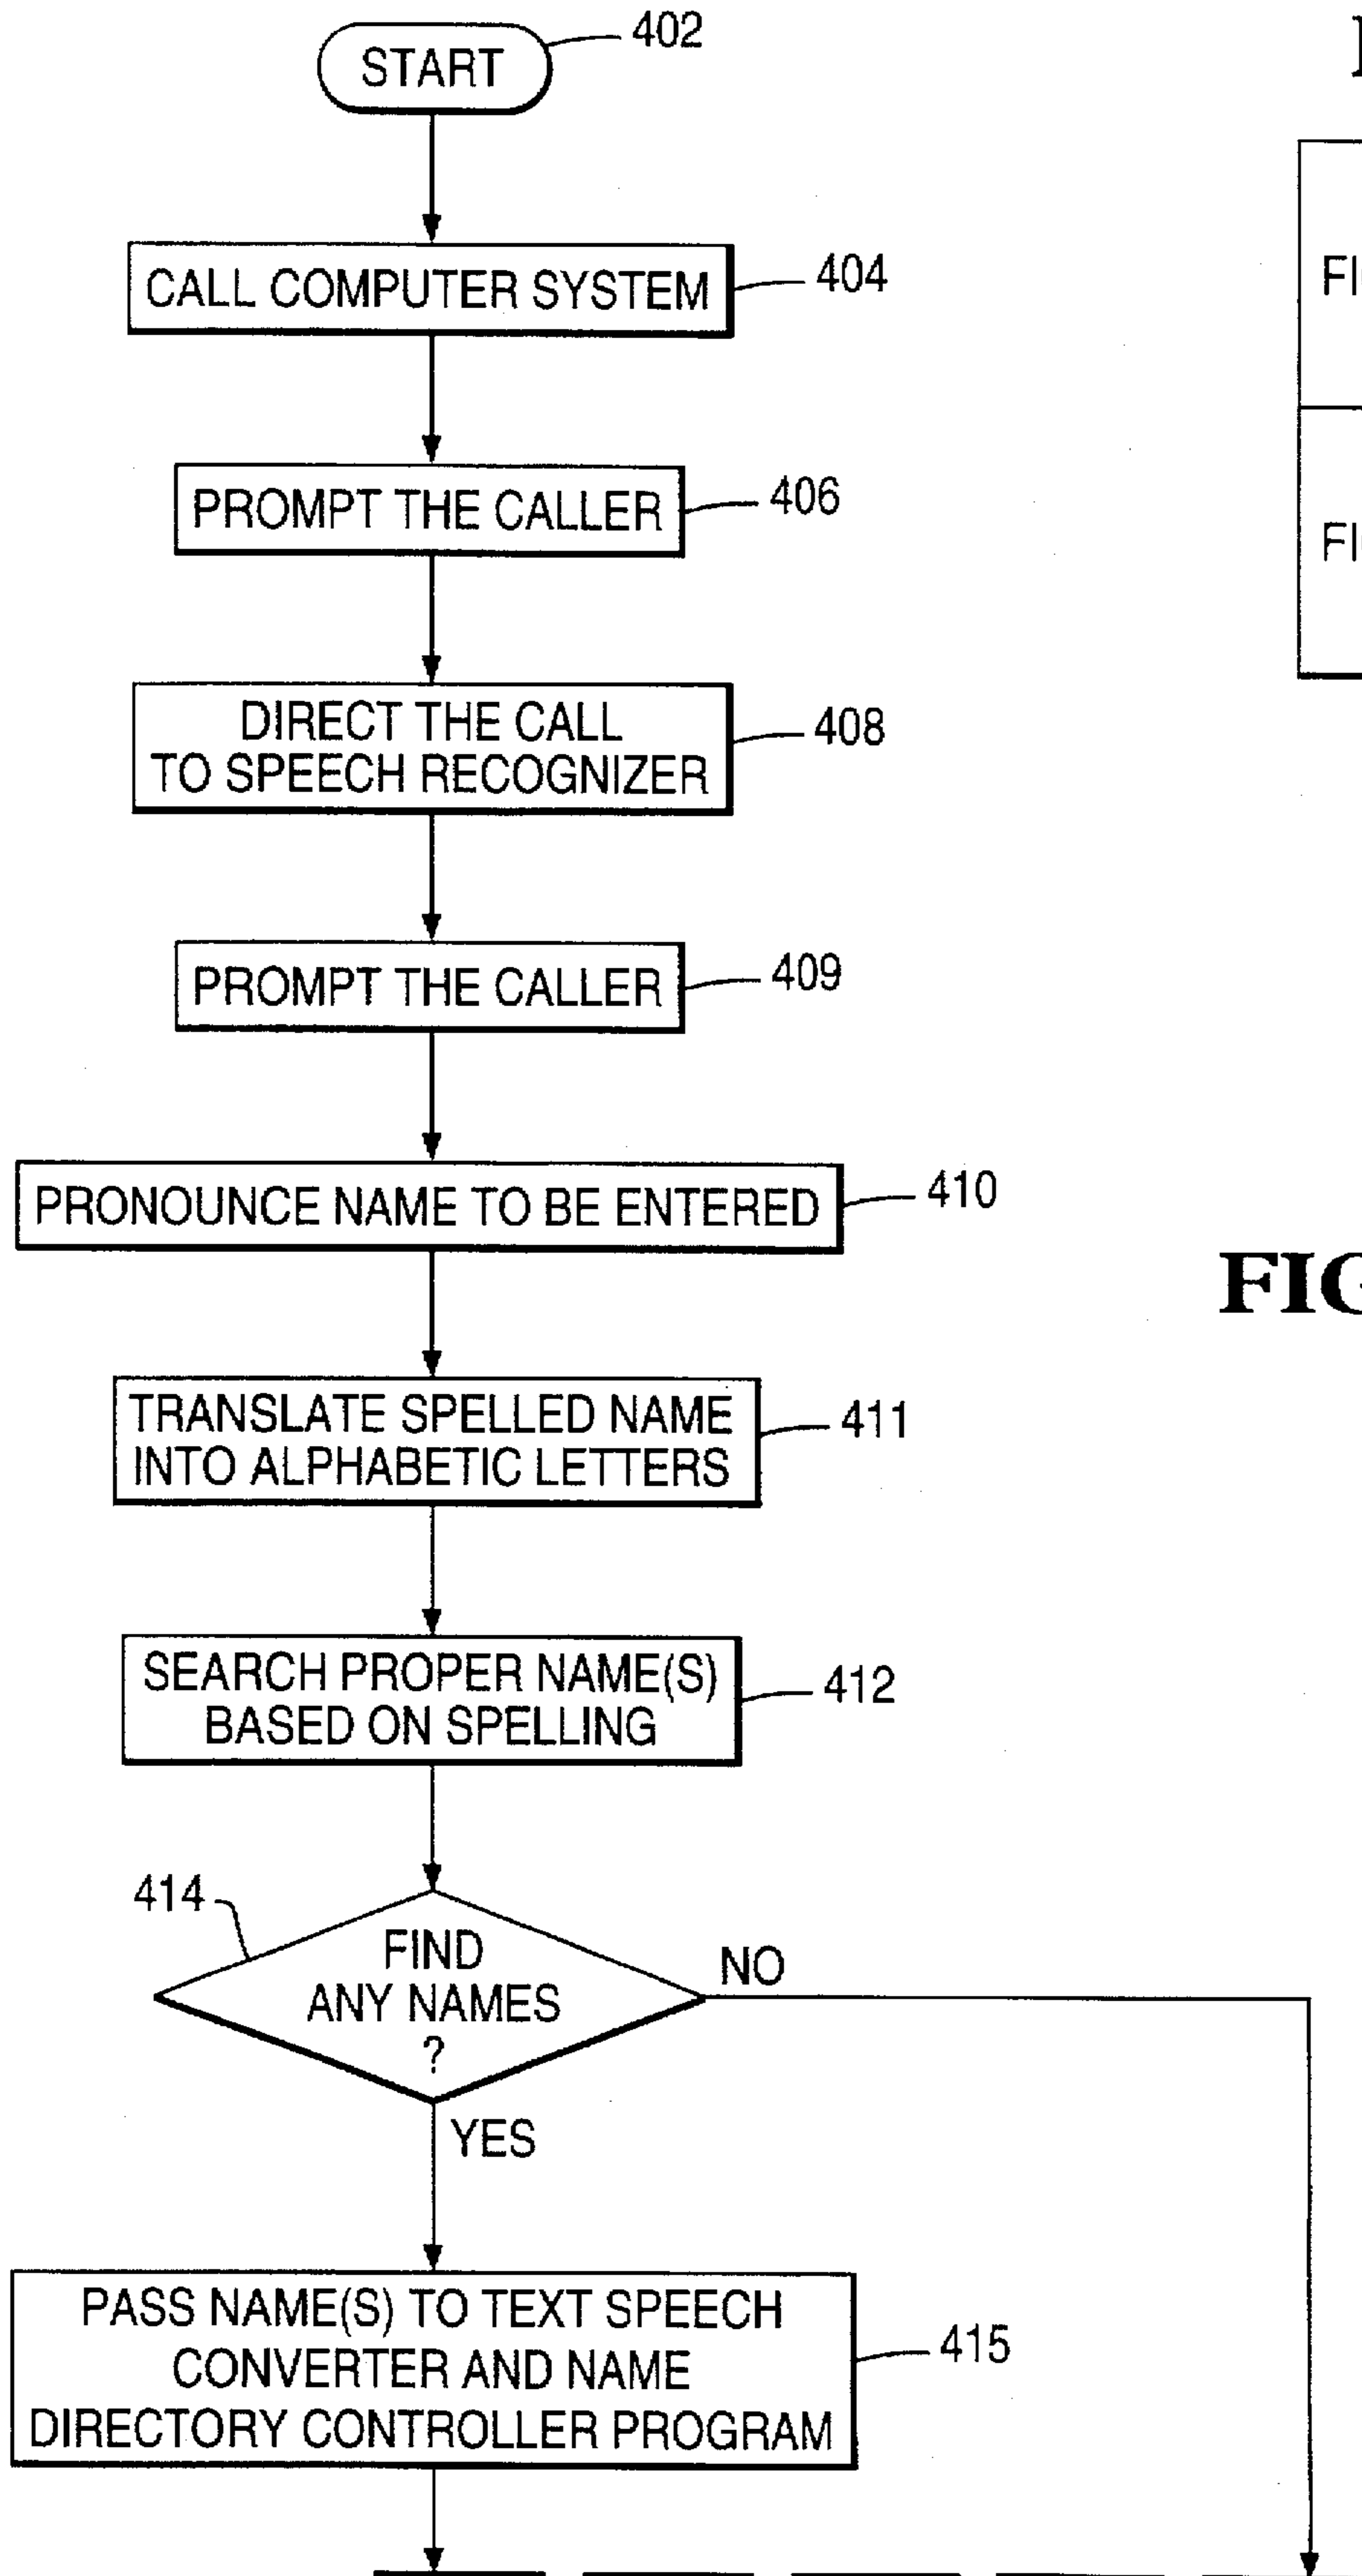 START
402
CALL COMPUTER SYSTEM
404
PROMPT THE CALLER
406
DIRECT THE CALL
TO SPEECH RECOGNIZER
408
PROMPT THE CALLER
409
PRONOUNCE NAME TO BE ENTERED
410
TRANSLATE SPELLED NAME
INTO ALPHABETIC LETTERS
411
SEARCH PROPER NAME(S)
BASED ON SPELLING
412
414
FIND
ANY NAMES
?
NO
YES
PASS NAME(S) TO TEXT SPEECH
CONVERTER AND NAME
DIRECTORY CONTROLLER PROGRAM
415